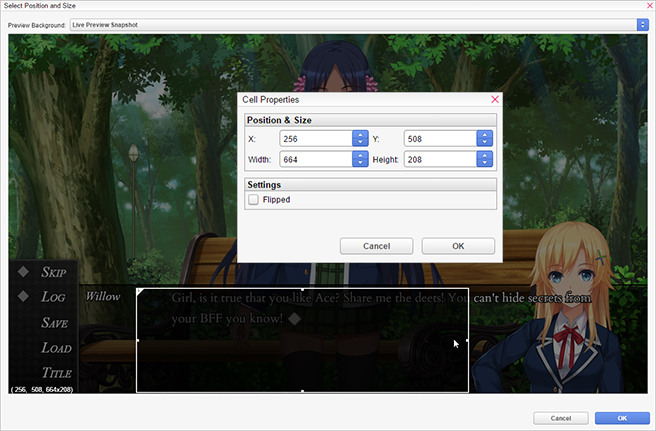 Select Position and Size
Preview Background: Live Preview Snapshot
Cell Properties
Position & Size
X: 256 Y: 508
Width: 664 Height: 208
Settings
Flipped
Cancel OK
SKIP
LOG
SAVE
LOAD
TITLE
Willow
Girl, is it true that you like Ace? Share me the deets! You can't hide secrets from
your BFF you know!
( 256, 508, 664x208)
Cancel OK